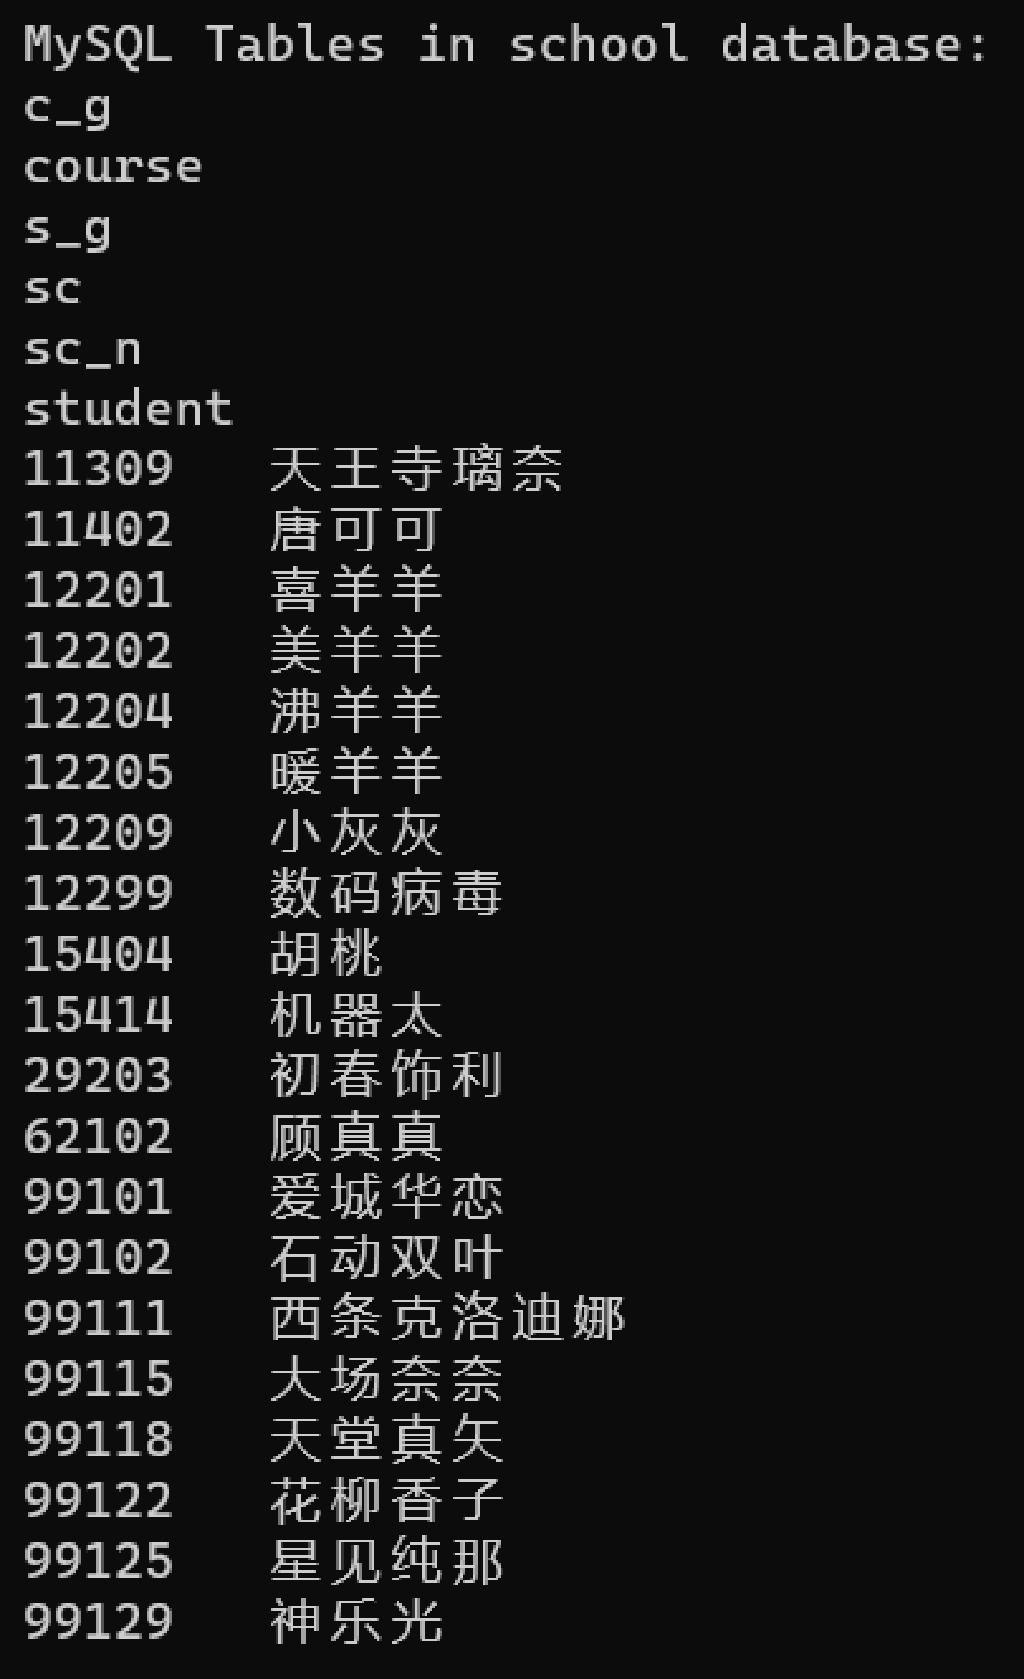 MySQL Tables in school database:
c_g
course
s_g
sc
sc_n
student
11309 天王寺璃奈
11402 唐可可
12201 喜羊羊
12202 美羊羊
12204 沸羊羊
12205 暖羊羊
12209 小灰灰
12299 数码病毒
15404 胡桃
15414 机器太
29203 初春饰利
62102 顾真真
99101 爱城华恋
99102 石动双叶
99111 西条克洛迪娜
99115 大场奈奈
99118 天堂真矢
99122 花柳香子
99125 星见纯那
99129 神乐光